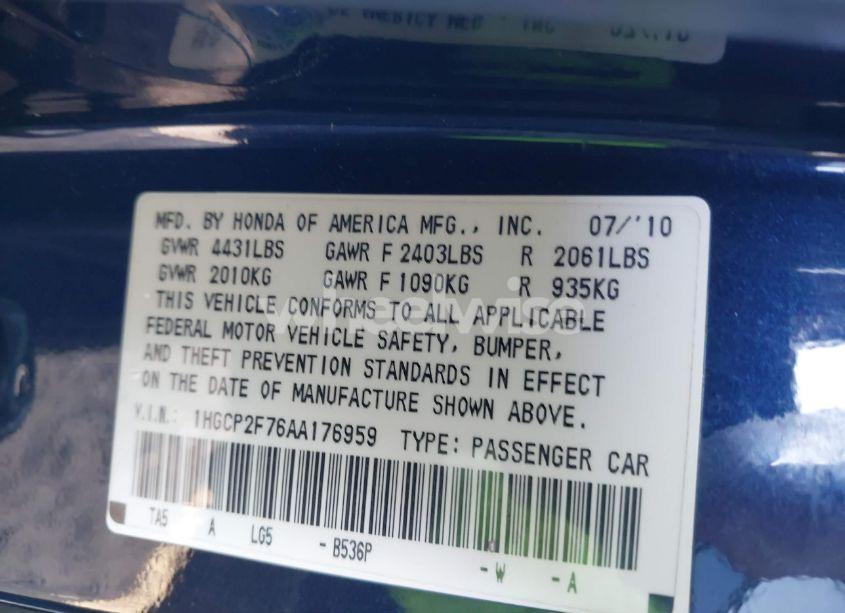 MFD. BY HONDA OF AMERICA MFG., INC. 07/'10
GVWR 4431LBS GAWR F 2403LBS R 2061LBS
GVWR 2010KG GAWR F 1090KG R 935KG
THIS VEHICLE CONFORMS TO ALL APPLICABLE
FEDERAL MOTOR VEHICLE SAFETY, BUMPER,
AND THEFT PREVENTION STANDARDS IN EFFECT
ON THE DATE OF MANUFACTURE SHOWN ABOVE.
V.I.N.: 1HGCP2F76AA176959 TYPE: PASSENGER CAR
TA5 A LG5 -B536P -W -A
wheelwise